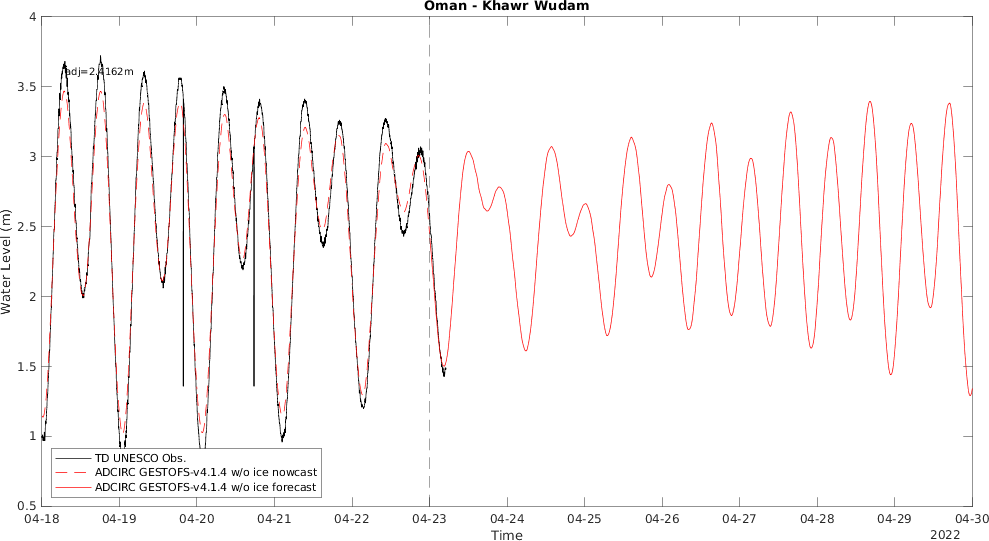 Oman - Khawr Wudam
4
3.5
3
2.5
2
1.5
1
0.5
Water Level (m)
adj=2.4162m
TD UNESCO Obs.
ADCIRC GESTOFS-v4.1.4 w/o ice nowcast
ADCIRC GESTOFS-v4.1.4 w/o ice forecast
04-18 04-19 04-20 04-21 04-22 04-23 04-24 04-25 04-26 04-27 04-28 04-29 04-30
Time
2022